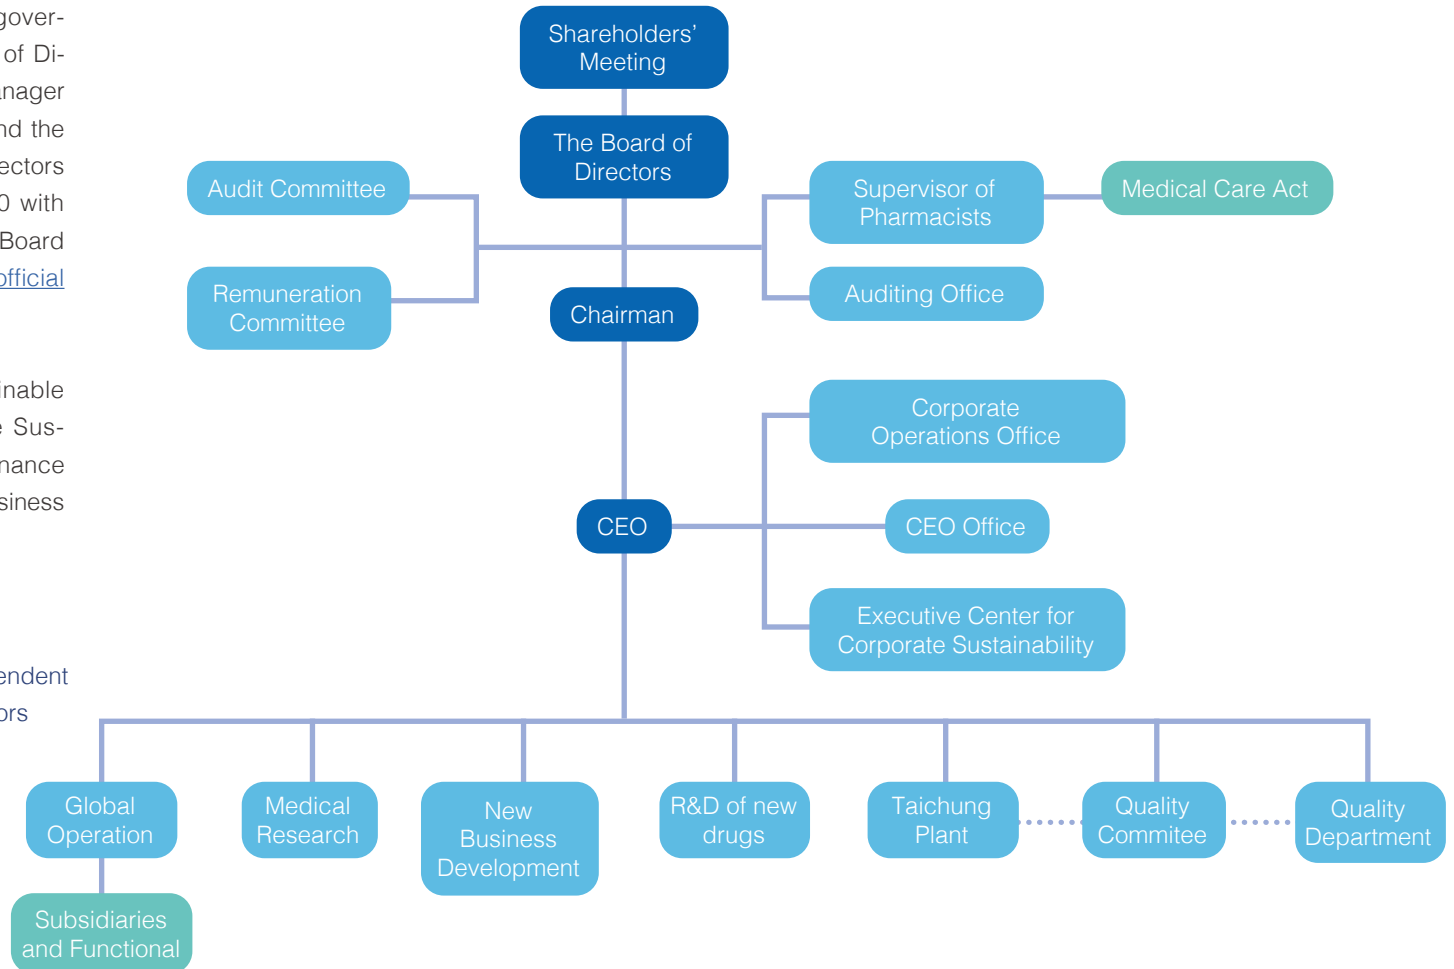 gover-
of Di-
anager
nd the
ectors
0 with
Board
official
inable
e Sus-
nance
siness
endent
ors
Shareholders'
Meeting
The Board of
Directors
Audit Committee
Supervisor of
Pharmacists
Medical Care Act
Remuneration
Committee
Auditing Office
Chairman
Corporate
Operations Office
CEO
CEO Office
Executive Center for
Corporate Sustainability
Global
Operation
Medical
Research
New
Business
Development
R&D of new
drugs
Taichung
Plant
Quality
Commitee
Quality
Department
Subsidiaries
and Functional